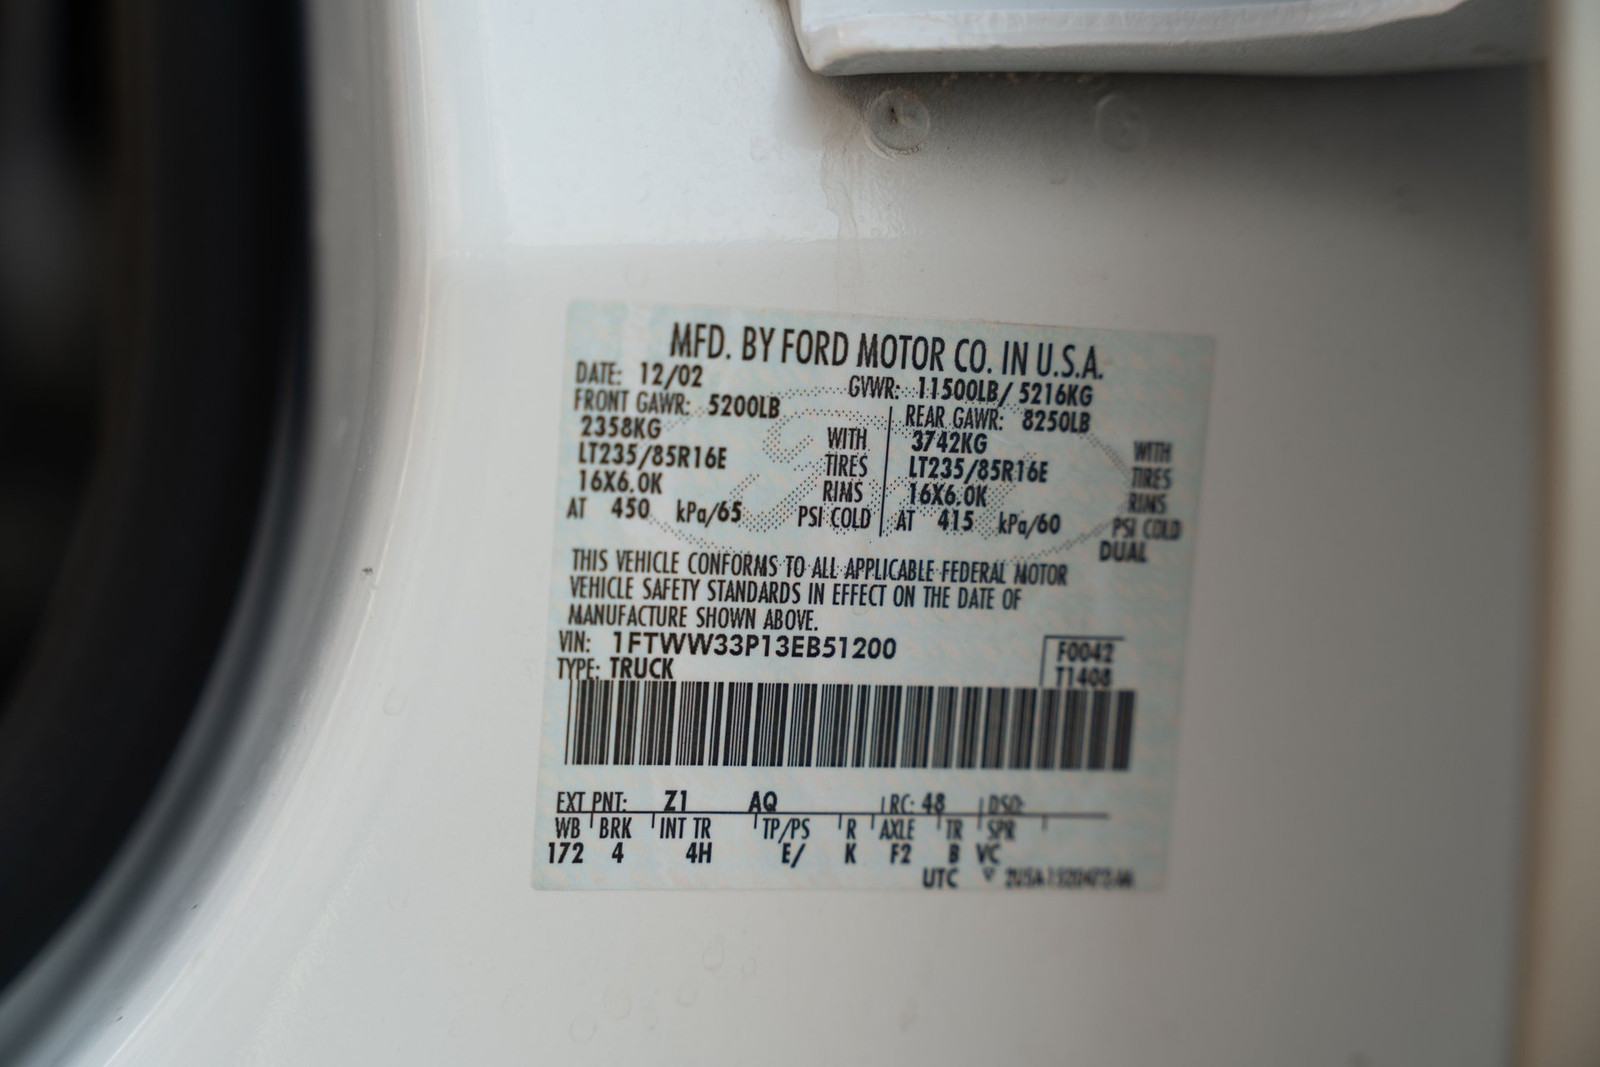 MFD. BY FORD MOTOR CO. IN U.S.A.
DATE: 12/02 GVWR: 11500LB/ 5216KG
FRONT GAWR: 5200LB REAR GAWR: 8250LB
2358KG WITH 3742KG WITH
LT235/85R16E TIRES LT235/85R16E TIRES
16X6.0K RIMS 16X6.0K RIMS
AT 450 kPa/65 PSI COLD AT 415 kPa/60 PSI COLD
DUAL
THIS VEHICLE CONFORMS TO ALL APPLICABLE FEDERAL MOTOR
VEHICLE SAFETY STANDARDS IN EFFECT ON THE DATE OF
MANUFACTURE SHOWN ABOVE.
VIN: 1FTWW33P13EB51200 F0042
TYPE: TRUCK T1408
EXT PNT: Z1 AQ RC: 48 DSO:
WB BRK INT TR TP/PS R AXLE TR SPR
172 4 4H E/ K F2 B VC
UTC